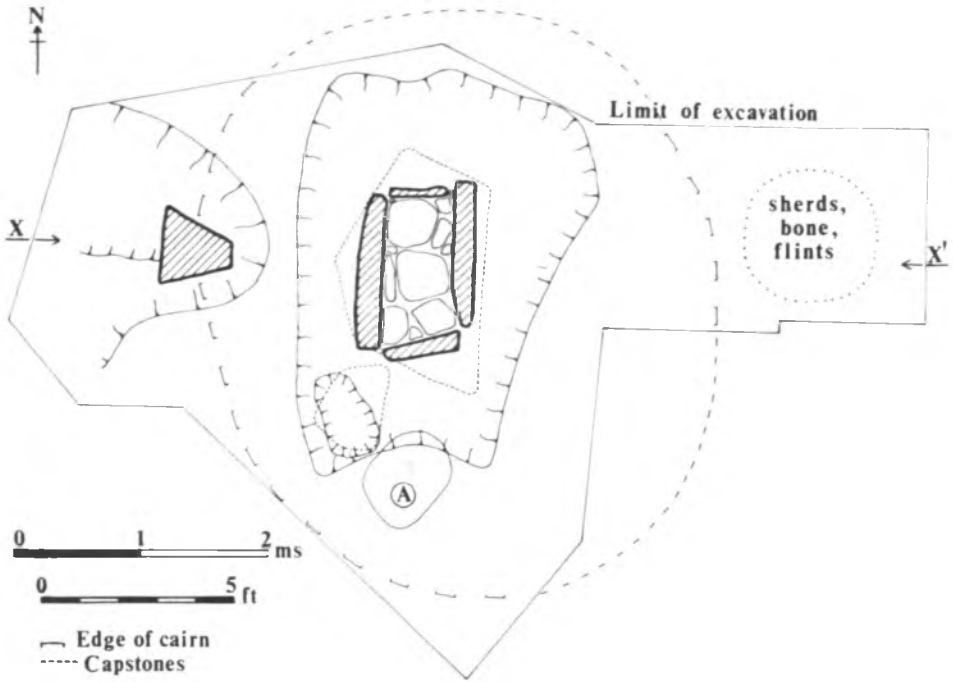 N
Limit of excavation
sherds,
bone,
flints
X
X'
A
0 1 2 ms
0 5 ft
Edge of cairn
Capstones